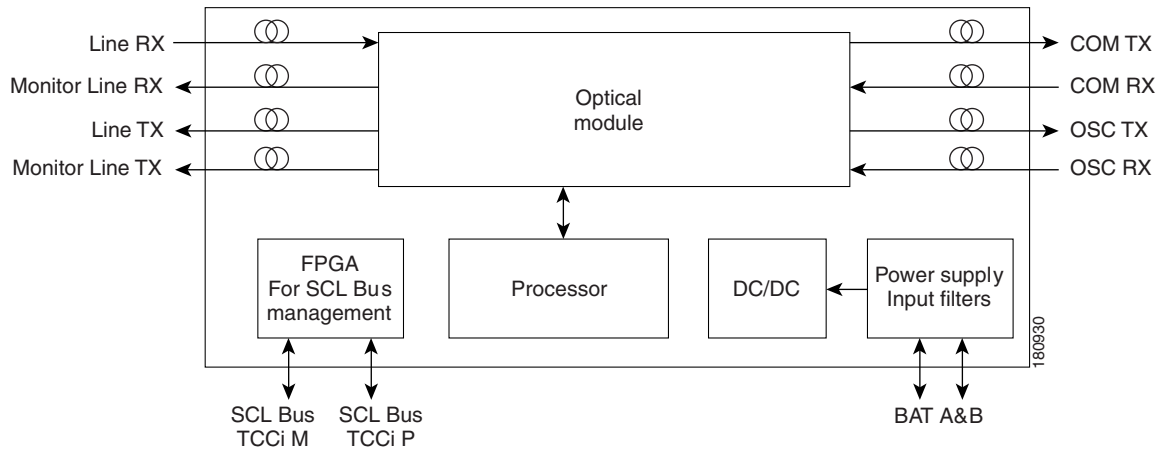 Line RX
Monitor Line RX
Line TX
Monitor Line TX
Optical
module
COM TX
COM RX
OSC TX
OSC RX
FPGA
For SCL Bus
management
Processor
DC/DC
Power supply
Input filters
180930
SCL Bus
TCCi M
SCL Bus
TCCi P
BAT A&B